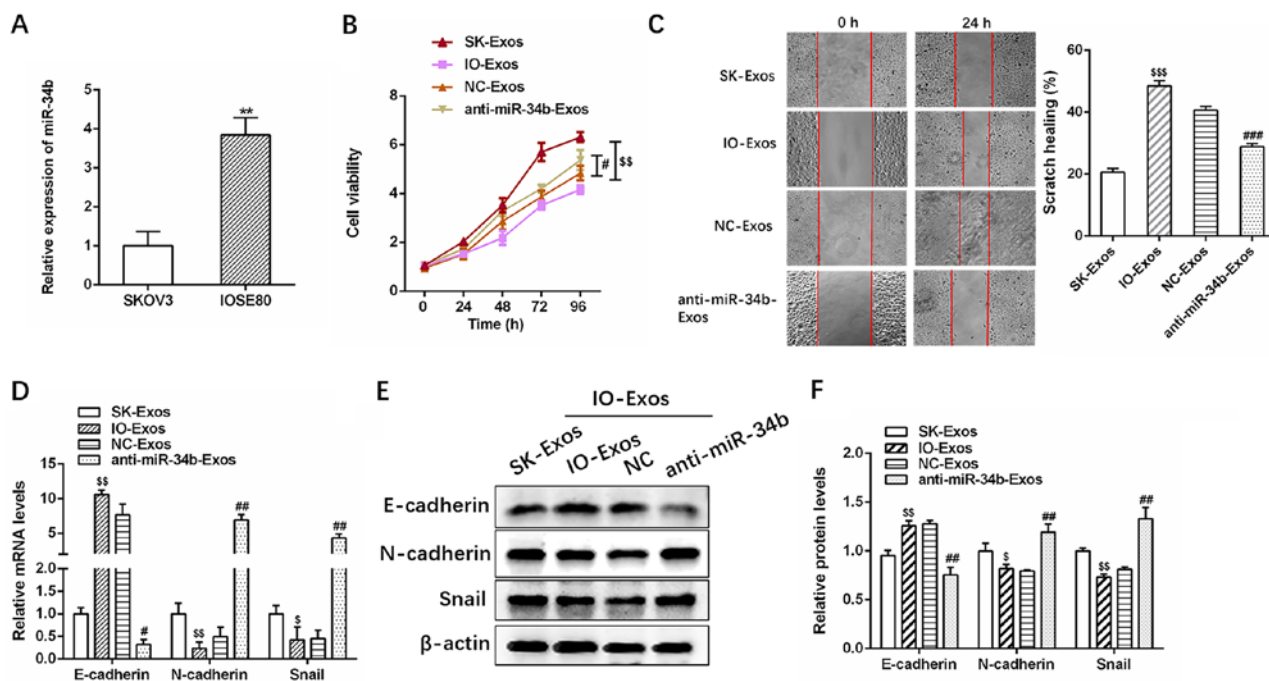 A
Relative expression of miR-34b
5
4
3
2
1
0
**
SKOV3
IOSE80
B
SK-Exos
IO-Exos
NC-Exos
anti-miR-34b-Exos
Cell viability
8
6
4
2
0
#
$$
0
24
48
72
96
Time (h)
C
0 h
24 h
SK-Exos
IO-Exos
NC-Exos
anti-miR-34b-
Exos
Scratch healing (%)
60
40
20
0
$$$
###
SK-Exos
IO-Exos
NC-Exos
anti-miR-34b-Exos
D
SK-Exos
IO-Exos
NC-Exos
anti-miR-34b-Exos
Relative mRNA levels
15
10
5
2.0
1.5
1.0
0.5
0.0
$$
#
$$
##
$
##
E-cadherin
N-cadherin
Snail
E
IO-Exos
SK-Exos
IO-Exos
NC
anti-miR-34b
E-cadherin
N-cadherin
Snail
β-actin
F
SK-Exos
IO-Exos
NC-Exos
anti-miR-34b-Exos
Relative protein levels
2.0
1.5
1.0
0.5
0.0
$$
##
$
##
$$
##
E-cadherin
N-cadherin
Snail